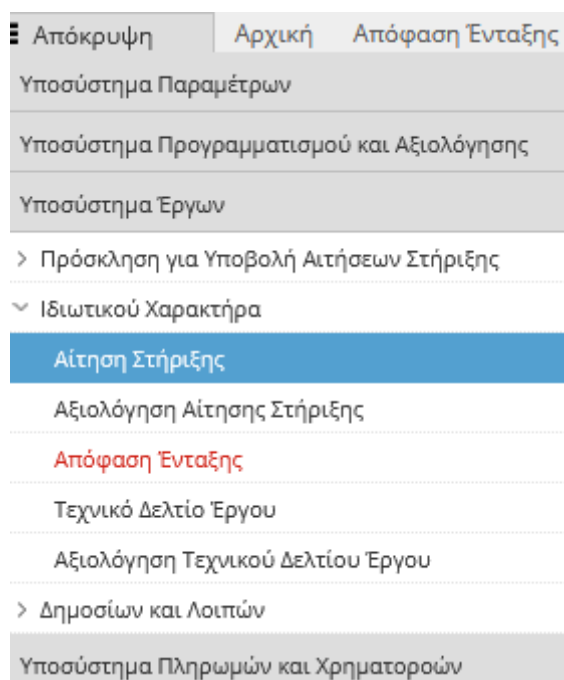 Απόκρυψη Αρχική Απόφαση Ένταξης
Υποσύστημα Παραμέτρων
Υποσύστημα Προγραμματισμού και Αξιολόγησης
Υποσύστημα Έργων
Πρόσκληση για Υποβολή Αιτήσεων Στήριξης
Ιδιωτικού Χαρακτήρα
Αίτηση Στήριξης
Αξιολόγηση Αίτησης Στήριξης
Απόφαση Ένταξης
Τεχνικό Δελτίο Έργου
Αξιολόγηση Τεχνικού Δελτίου Έργου
Δημοσίων και Λοιπών
Υποσύστημα Πληρωμών και Χρηματοροών